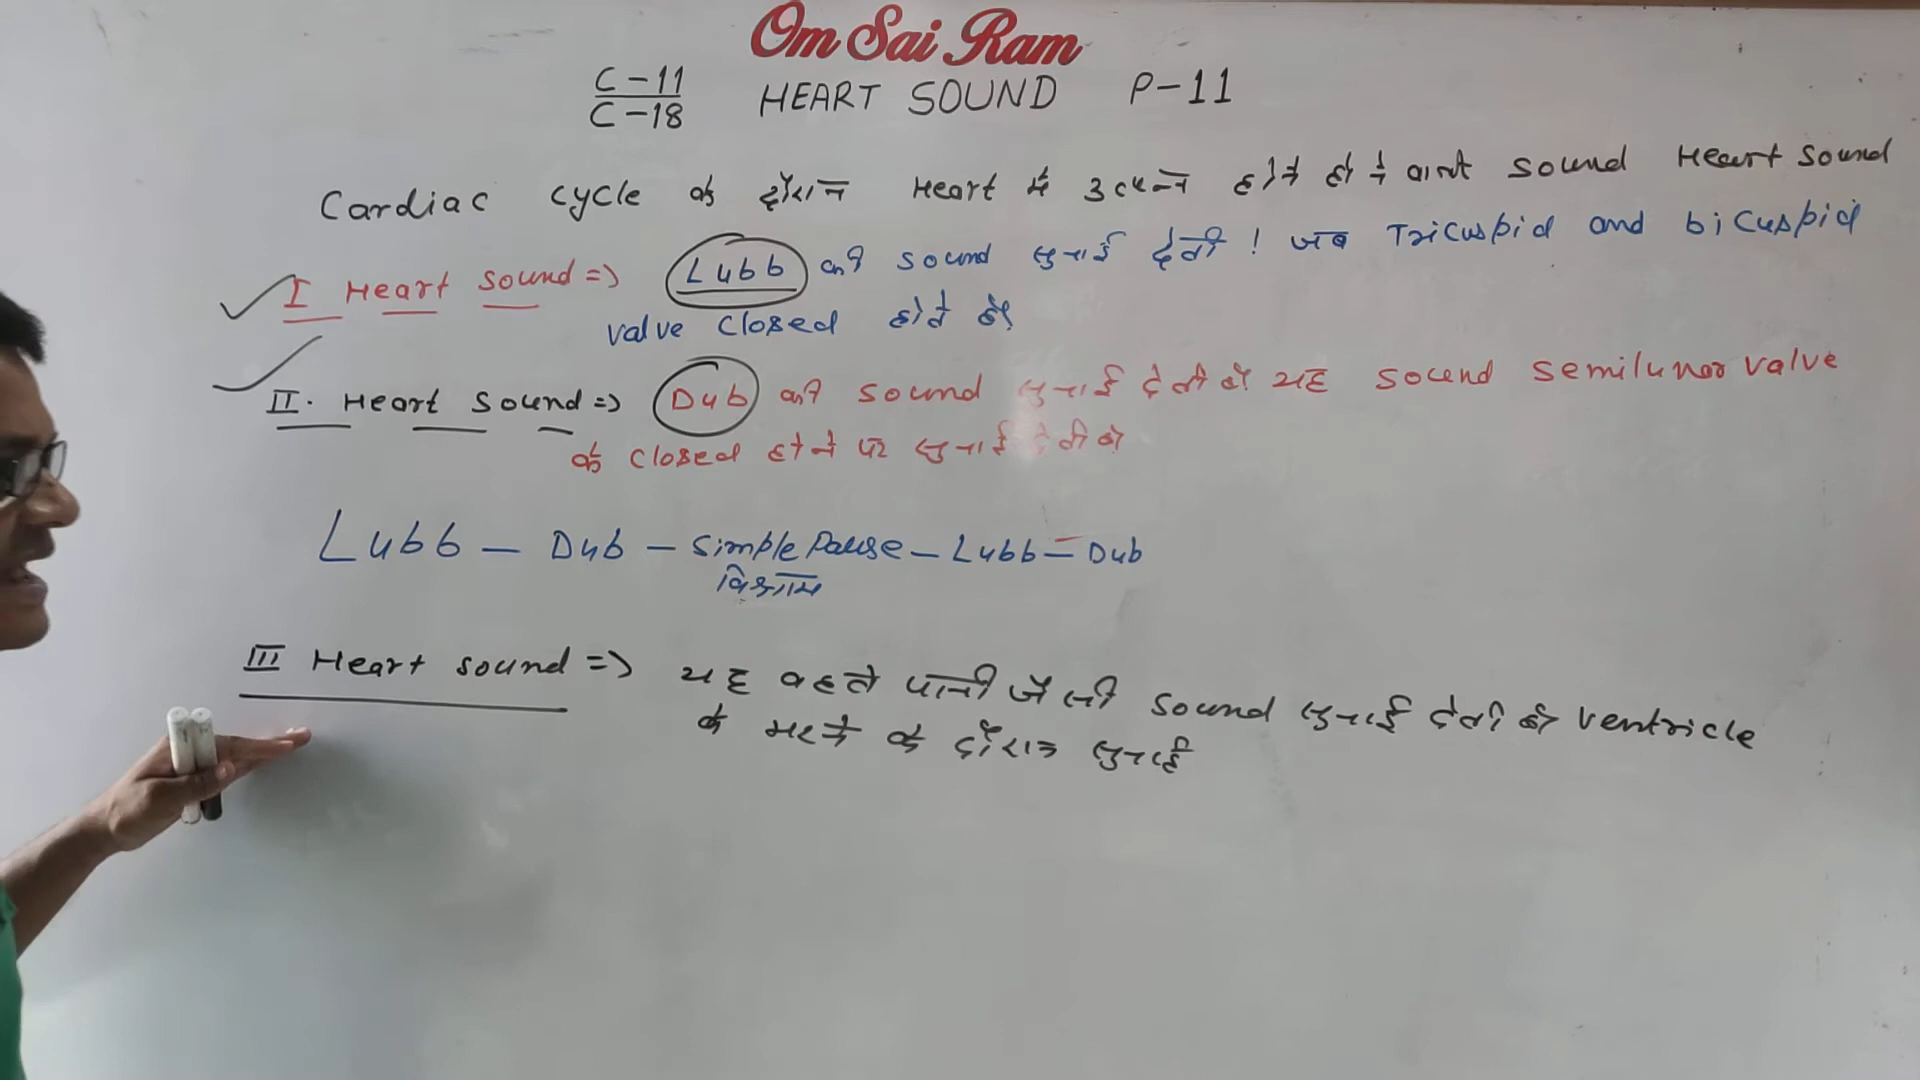 Om Sai Ram
C-11
C-18
HEART SOUND P-11
Cardiac cycle के दौरान Heart में उत्पन्न होने होने वाली sound Heart sound
I Heart sound => Lubb की sound सुनाई देती ! जब Tricuspid and bicuspid
valve closed होते है
II. Heart sound => Dub की sound सुनाई देती है यह sound semilunar valve
के closed होने पर सुनाई देती है
Lubb - Dub - simple Pause - Lubb - Dub
विश्राम
III Heart sound => यह बहते पानी जैसी sound सुनाई देती है ventricle
के भरने के दौरान सुनाई